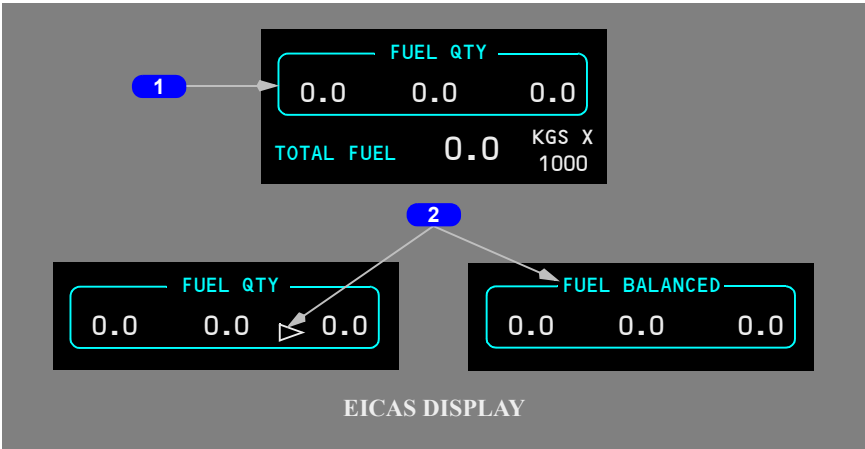 FUEL QTY
1
0.0 0.0 0.0
TOTAL FUEL 0.0 KGS X
1000
2
FUEL QTY
0.0 0.0 0.0
FUEL BALANCED
0.0 0.0 0.0
EICAS DISPLAY